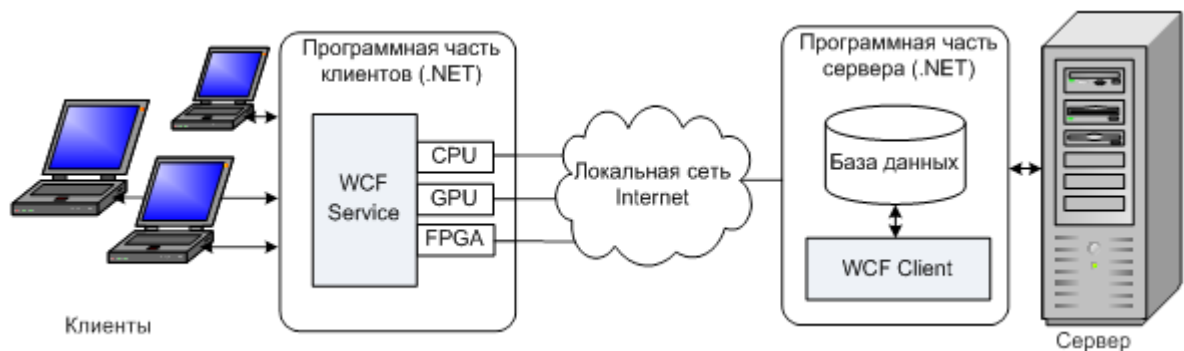 Программная часть
клиентов (.NET)
WCF
Service
CPU
GPU
FPGA
Клиенты
Локальная сеть
Internet
Программная часть
сервера (.NET)
База данных
WCF Client
Сервер